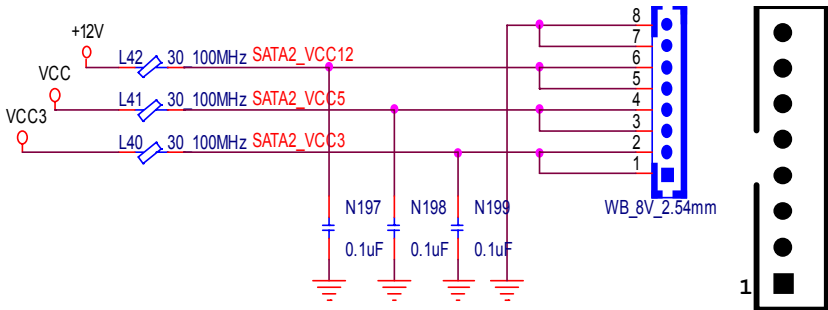 +12V
L42 30_100MHz SATA2_VCC12
VCC
L41 30_100MHz SATA2_VCC5
VCC3
L40 30_100MHz SATA2_VCC3
8
7
6
5
4
3
2
1
WB_8V_2.54mm
N197 N198 N199
0.1uF 0.1uF 0.1uF
1